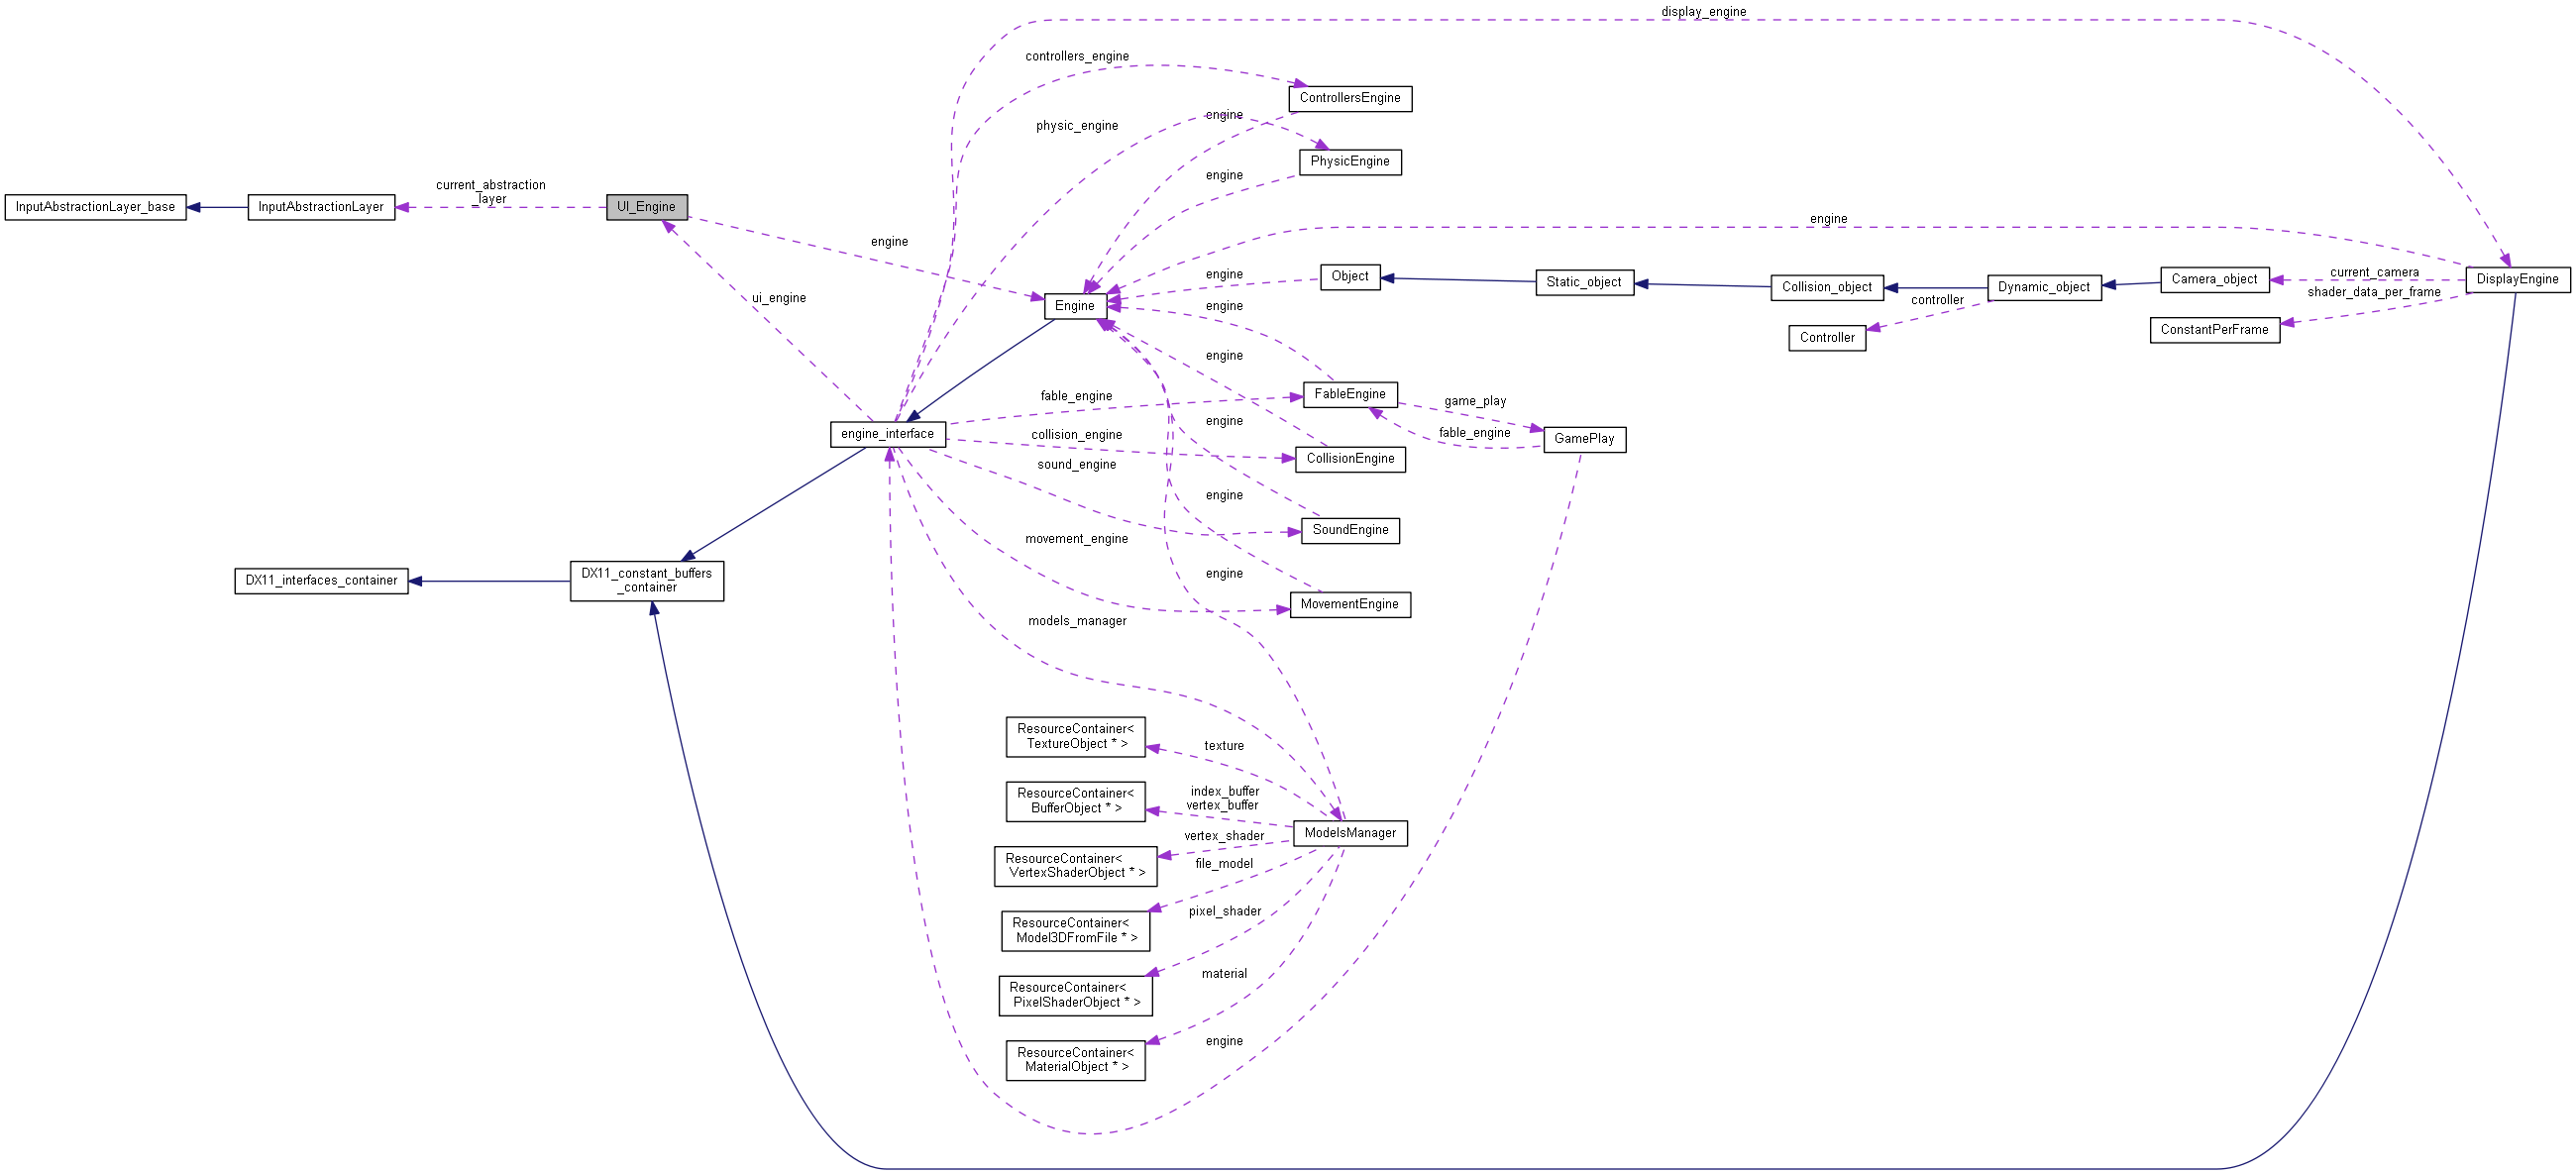 display_engine
controllers_engine
ControllersEngine
engine
physic_engine
PhysicEngine
engine
current_abstraction
_layer
InputAbstractionLayer_base
InputAbstractionLayer
UI_Engine
engine
engine
engine
Object
Static_object
Collision_object
Dynamic_object
Camera_object
current_camera
DisplayEngine
shader_data_per_frame
controller
ui_engine
Engine
engine
ConstantPerFrame
Controller
engine
fable_engine
FableEngine
game_play
engine
engine_interface
collision_engine
fable_engine
GamePlay
sound_engine
CollisionEngine
engine
SoundEngine
movement_engine
DX11_interfaces_container
DX11_constant_buffers
_container
engine
MovementEngine
models_manager
ResourceContainer<
TextureObject * >
texture
ResourceContainer<
BufferObject * >
index_buffer
vertex_buffer
vertex_shader
ModelsManager
ResourceContainer<
VertexShaderObject * >
file_model
ResourceContainer<
Model3DFromFile * >
pixel_shader
ResourceContainer<
PixelShaderObject * >
material
ResourceContainer<
MaterialObject * >
engine